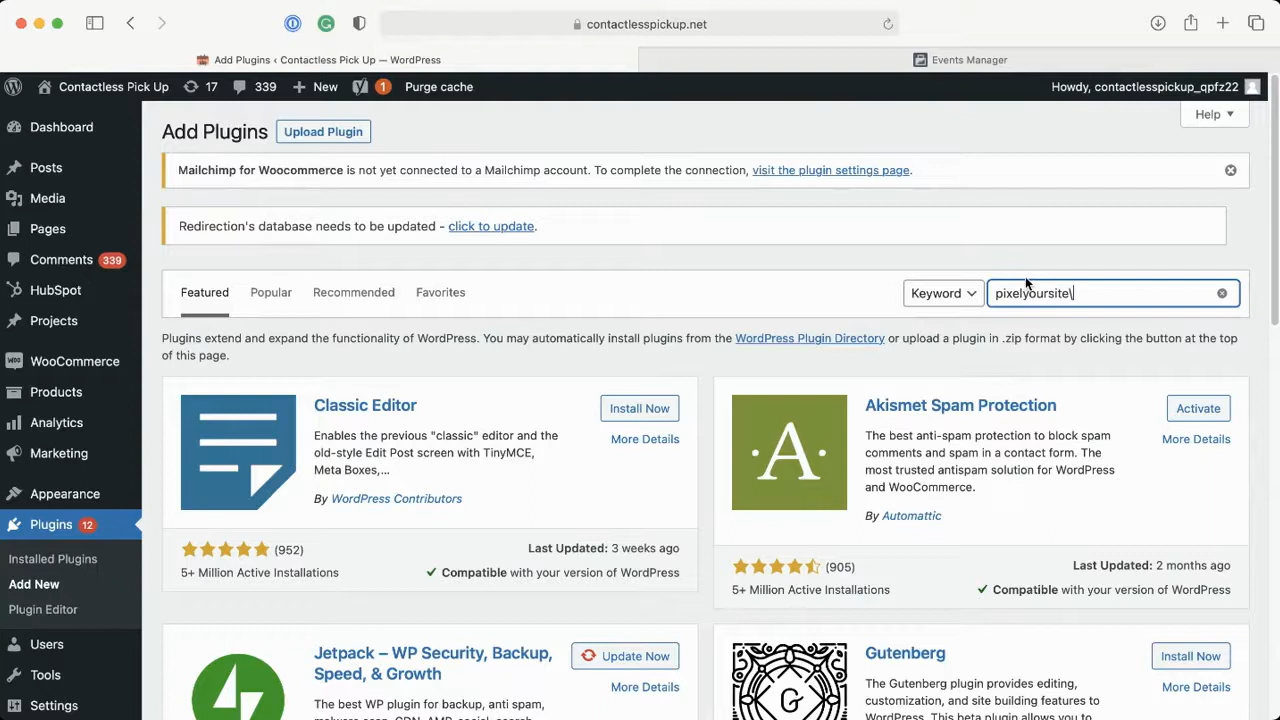 contactlesspickup.net
Add Plugins ‹ Contactless Pick Up — WordPress
Events Manager
Contactless Pick Up 17 339 New 1 Purge cache Howdy, contactlesspickup_qpfz22
Dashboard
Posts
Media
Pages
Comments 339
HubSpot
Projects
WooCommerce
Products
Analytics
Marketing
Appearance
Plugins 12
Installed Plugins
Add New
Plugin Editor
Users
Tools
Settings
Help
Add Plugins Upload Plugin
Mailchimp for Woocommerce is not yet connected to a Mailchimp account. To complete the connection, visit the plugin settings page.
Redirection's database needs to be updated - click to update.
Featured Popular Recommended Favorites Keyword pixelyoursite\
Plugins extend and expand the functionality of WordPress. You may automatically install plugins from the WordPress Plugin Directory or upload a plugin in .zip format by clicking the button at the top
of this page.
Classic Editor
Install Now
More Details
Enables the previous "classic" editor and the
old-style Edit Post screen with TinyMCE,
Meta Boxes,...
By WordPress Contributors
(952)
Last Updated: 3 weeks ago
5+ Million Active Installations
Compatible with your version of WordPress
Akismet Spam Protection
Activate
More Details
The best anti-spam protection to block spam
comments and spam in a contact form. The
most trusted antispam solution for WordPress
and WooCommerce.
By Automattic
(905)
Last Updated: 2 months ago
5+ Million Active Installations
Compatible with your version of WordPress
Jetpack – WP Security, Backup,
Speed, & Growth
Update Now
More Details
The best WP plugin for backup, anti spam,
Gutenberg
Install Now
More Details
The Gutenberg plugin provides editing,
customization, and site building features to
WordPress. This beta plugin allows you to